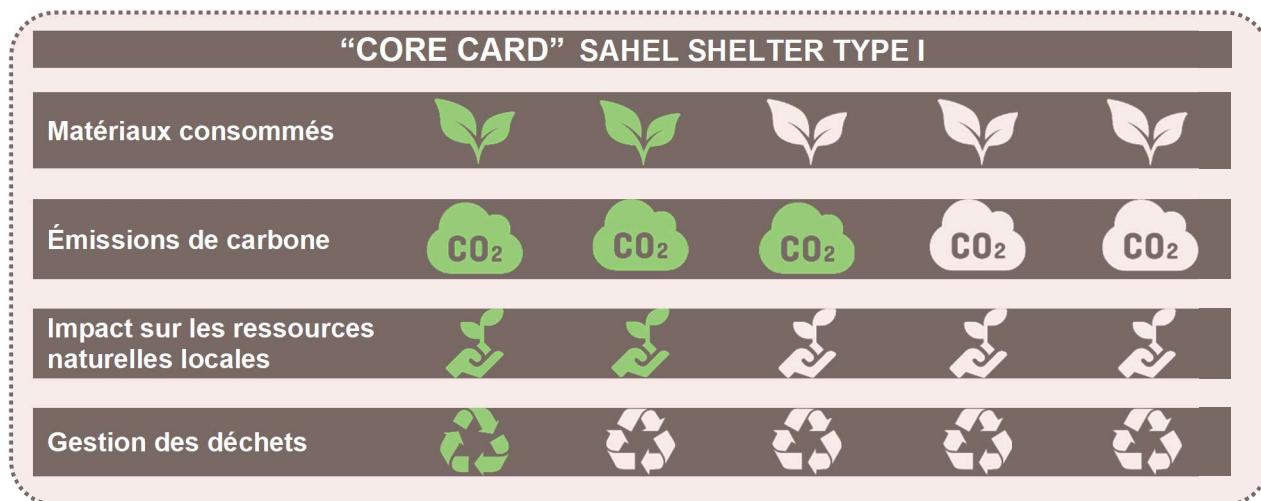 “CORE CARD” SAHEL SHELTER TYPE I
Matériaux consommés
Émissions de carbone
CO2 CO2 CO2 CO2 CO2
Impact sur les ressources
naturelles locales
Gestion des déchets